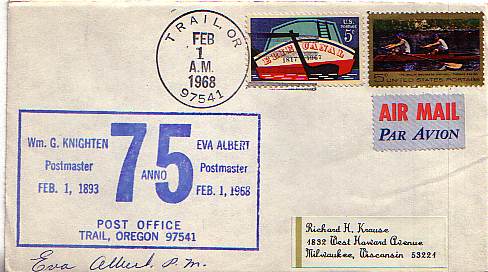 TRAIL, OR
FEB
1
A.M.
1968
97541
U.S. POSTAGE
5¢
ERIE CANAL
1817 1967
5 UNITED STATES POSTAGE
AIR MAIL
PAR AVION
Wm. G. KNIGHTEN
Postmaster
FEB. 1, 1893
75
ANNO
EVA ALBERT
Postmaster
FEB. 1, 1968
POST OFFICE
TRAIL, OREGON 97541
Eva Albert P.M.
Richard H. Krause
1832 West Howard Avenue
Milwaukee, Wisconsin 53221